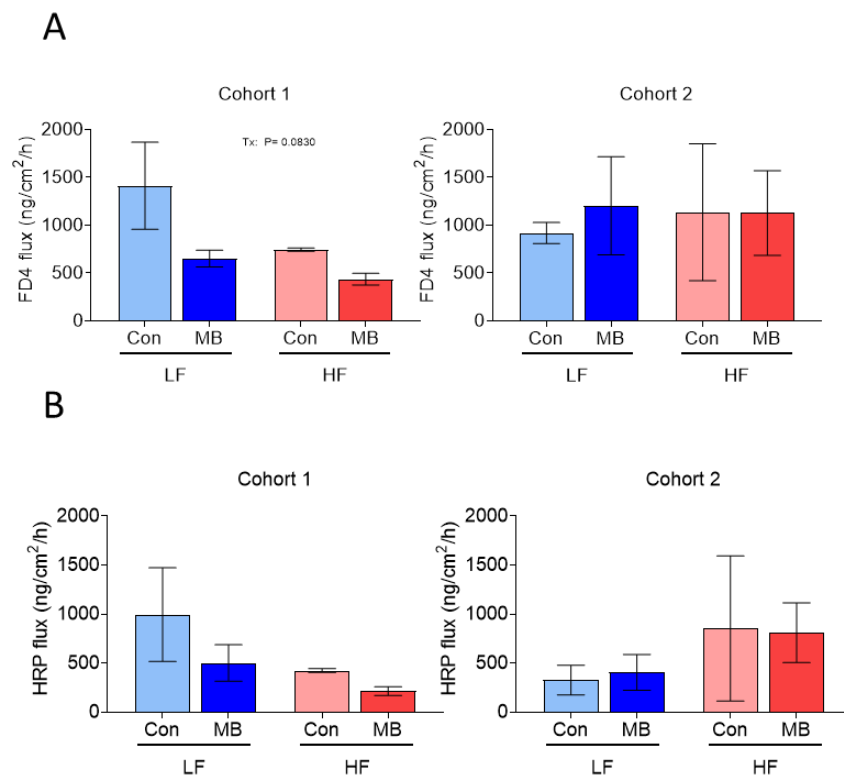 A
Cohort 1
Cohort 2
FD4 flux (ng/cm²/h)
2000
1500
1000
500
0
Tx: P= 0.0830
Con MB Con MB
LF HF
FD4 flux (ng/cm²/h)
2000
1500
1000
500
0
Con MB Con MB
LF HF
B
Cohort 1
Cohort 2
HRP flux (ng/cm²/h)
2000
1500
1000
500
0
Con MB Con MB
LF HF
HRP flux (ng/cm²/h)
2000
1500
1000
500
0
Con MB Con MB
LF HF